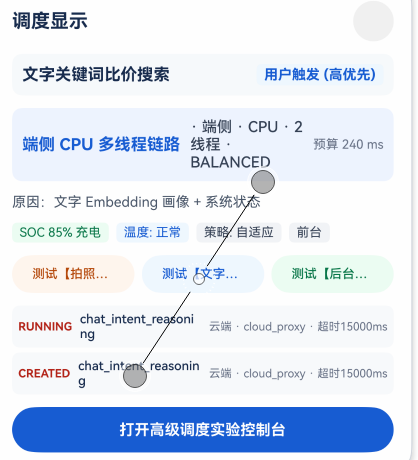 调度显示
文字关键词比价搜索 用户触发 (高优先)
端侧 CPU 多线程链路 · 端侧 · CPU · 2 线程 · BALANCED 预算 240 ms
原因：文字 Embedding 画像 + 系统状态
SOC 85% 充电 温度: 正常 策略: 自适应 前台
测试【拍照... 测试【文字... 测试【后台...
RUNNING chat_intent_reasoni
ng 云端 · cloud_proxy · 超时15000ms
CREATED chat_intent_reasonin
g 云端 · cloud_proxy · 超时15000ms
打开高级调度实验控制台